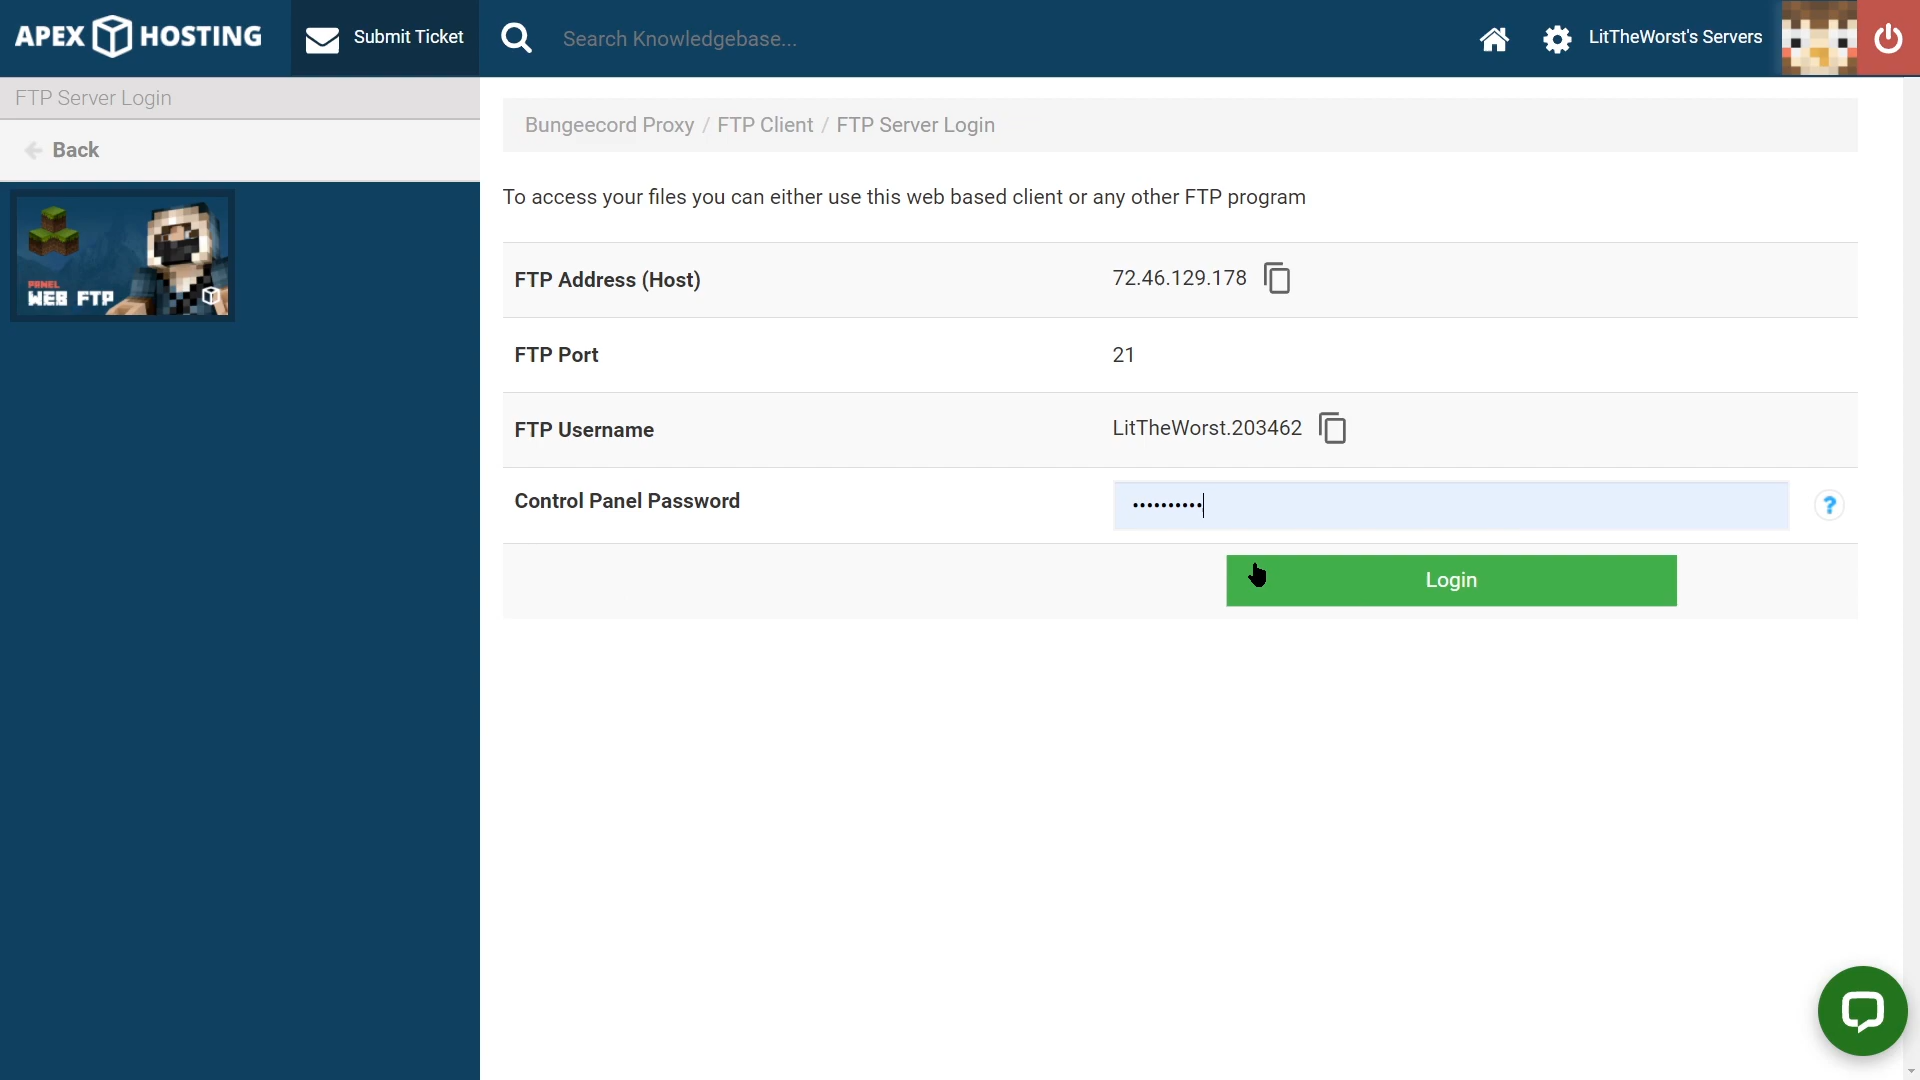 APEX HOSTING
Submit Ticket
Search Knowledgebase...
LitTheWorst's Servers
FTP Server Login
Back
PANEL
WEB FTP
Bungeecord Proxy / FTP Client / FTP Server Login
To access your files you can either use this web based client or any other FTP program
FTP Address (Host) 72.46.129.178
FTP Port 21
FTP Username LitTheWorst.203462
Control Panel Password ••••••••••
?
Login